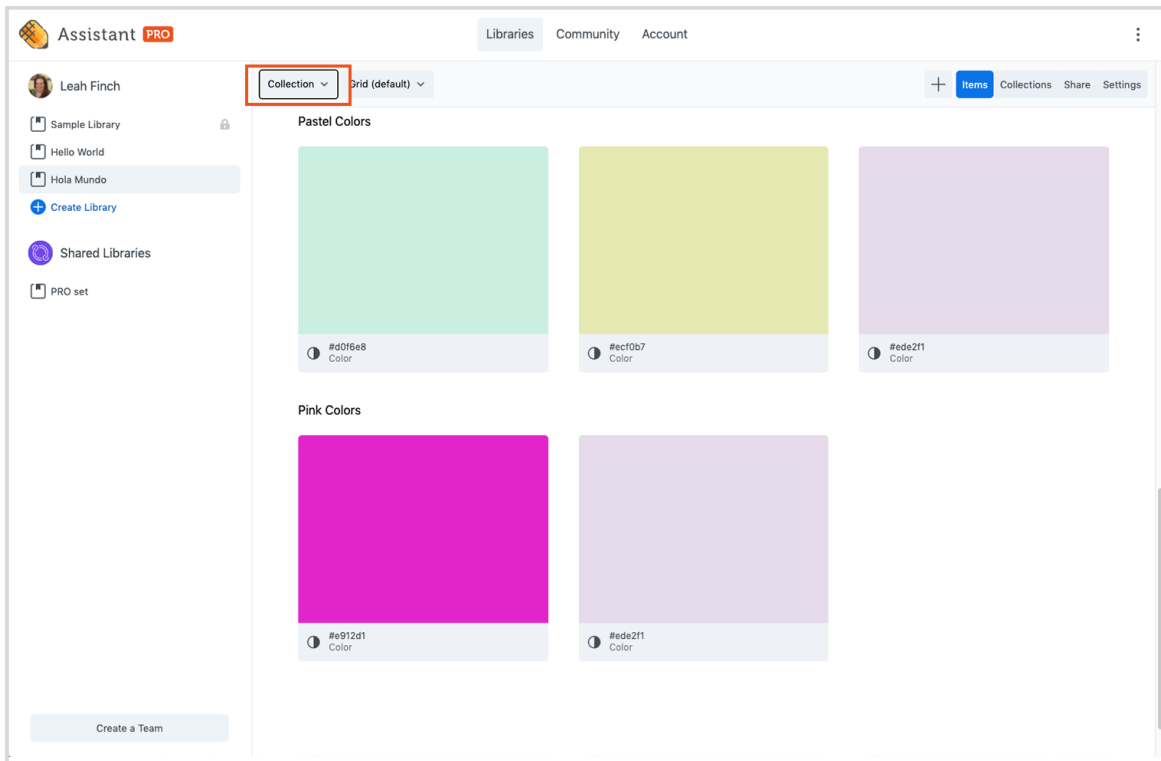 Assistant PRO
Libraries
Community
Account
Leah Finch
Sample Library
Hello World
Hola Mundo
Create Library
Shared Libraries
PRO set
Create a Team
Collection
Grid (default)
Items
Collections
Share
Settings
Pastel Colors
#d0f6e8
Color
#ecf0b7
Color
#ede2f1
Color
Pink Colors
#e912d1
Color
#ede2f1
Color